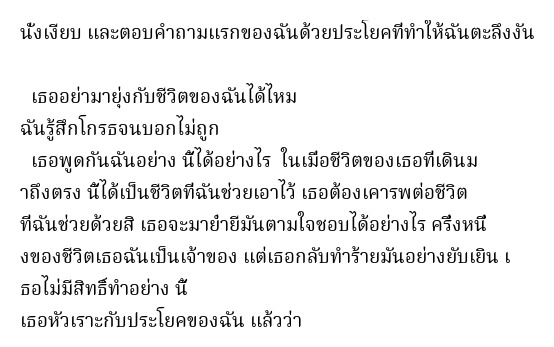 นั่งเงียบ และตอบคำถามแรกของฉันด้วยประโยคที่ทำให้ฉันตะลึงงัน
เธออย่ามายุ่งกับชีวิตของฉันได้ไหม
ฉันรู้สึกโกรธจนบอกไม่ถูก
เธอพูดกันฉันอย่าง นี้ได้อย่างไร ในเมื่อชีวิตของเธอที่เดินม
าถึงตรง นี้ได้เป็นชีวิตที่ฉันช่วยเอาไว้ เธอต้องเคารพต่อชีวิต
ที่ฉันช่วยด้วยสิ เธอจะมาย่ำยีมันตามใจชอบได้อย่างไร ครึ่งหนึ่
งของชีวิตเธอฉันเป็นเจ้าของ แต่เธอกลับทำร้ายมันอย่างยับเยิน เ
ธอไม่มีสิทธิ์ทำอย่าง นี้
เธอหัวเราะกับประโยคของฉัน แล้วว่า